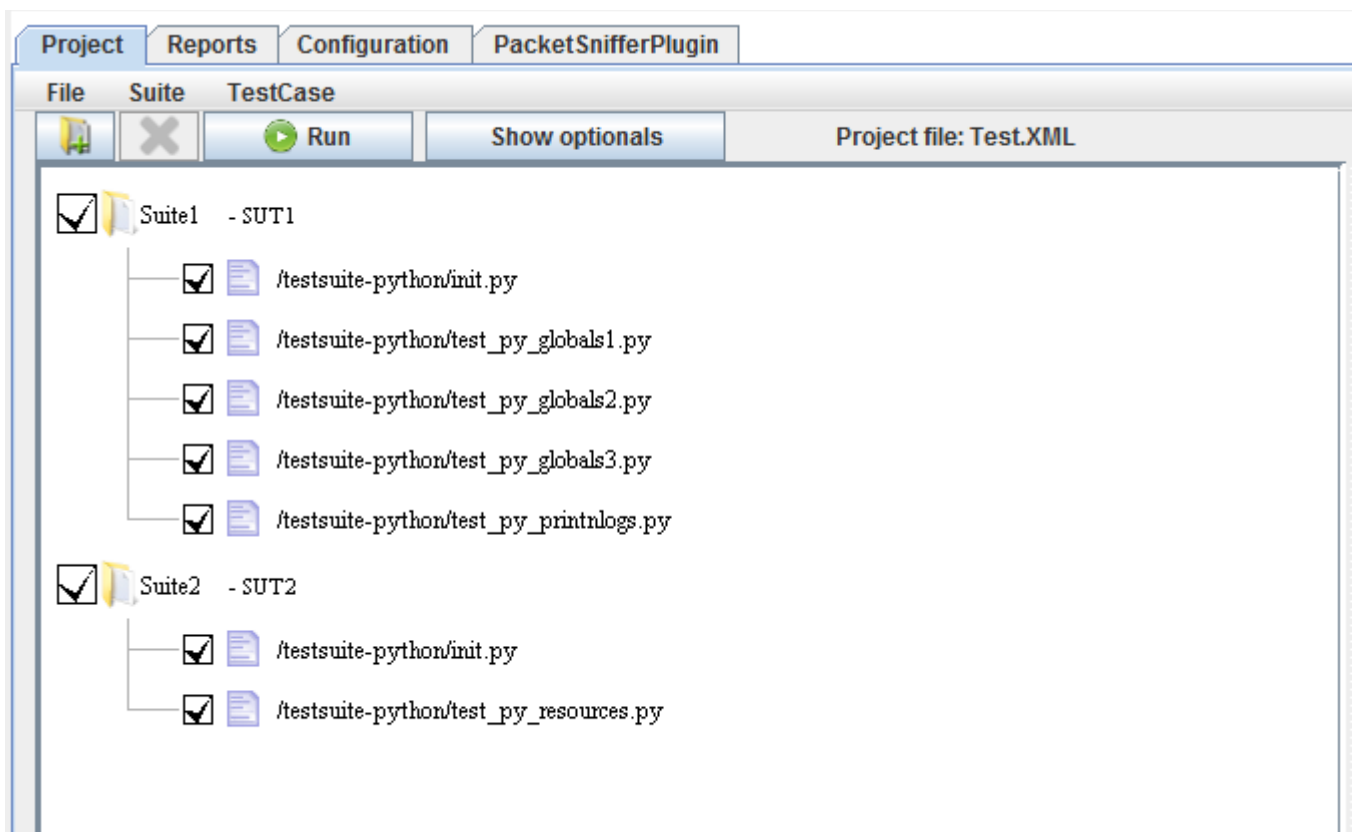 Project Reports Configuration PacketSnifferPlugin
File Suite TestCase
Run Show optionals Project file: Test.XML
Suite1 - SUT1
/testsuite-python/init.py
/testsuite-python/test_py_globals1.py
/testsuite-python/test_py_globals2.py
/testsuite-python/test_py_globals3.py
/testsuite-python/test_py_printnlogs.py
Suite2 - SUT2
/testsuite-python/init.py
/testsuite-python/test_py_resources.py